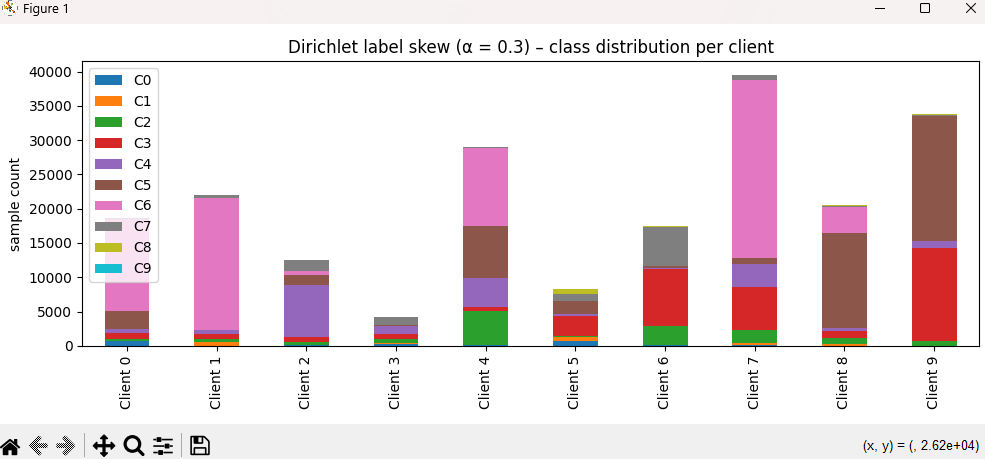 Figure 1
Dirichlet label skew (α = 0.3) – class distribution per client
sample count
40000
35000
30000
25000
20000
15000
10000
5000
0
C0
C1
C2
C3
C4
C5
C6
C7
C8
C9
Client 0
Client 1
Client 2
Client 3
Client 4
Client 5
Client 6
Client 7
Client 8
Client 9
(x, y) = (, 2.62e+04)